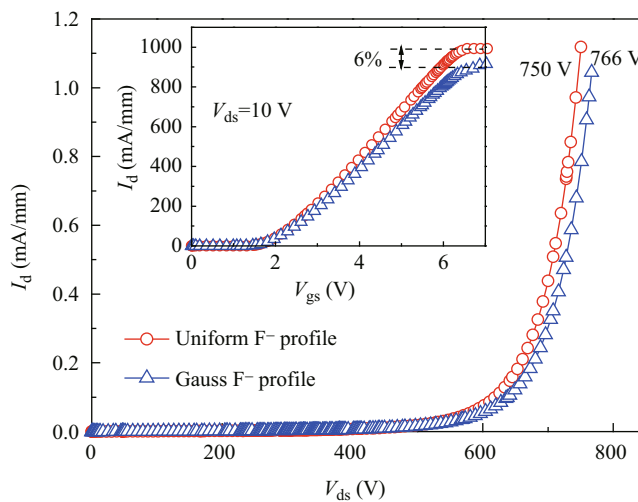 1.2
1.0
0.8
0.6
0.4
0.2
0.0
I_d (mA/mm)
0
200
400
600
800
V_ds (V)
1000
800
600
400
200
0
I_d (mA/mm)
0
2
4
6
V_gs (V)
6%
V_ds=10 V
750 V
766 V
Uniform F⁻ profile
Gauss F⁻ profile